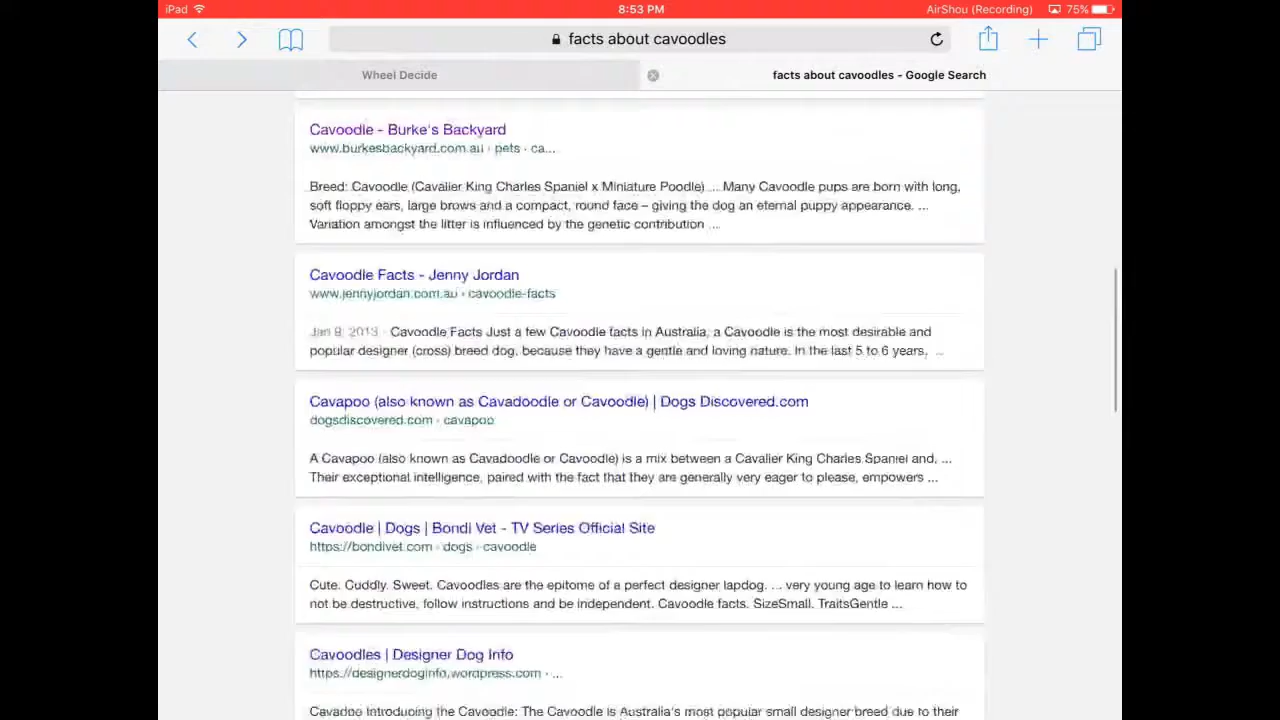 iPad 8:53 PM AirShou (Recording) 75%
facts about cavoodles
Wheel Decide facts about cavoodles - Google Search
Cavoodle - Burke's Backyard
www.burkesbackyard.com.au › pets › ca...
Breed: Cavoodle (Cavalier King Charles Spaniel x Miniature Poodle) ... Many Cavoodle pups are born with long,
soft floppy ears, large brows and a compact, round face – giving the dog an eternal puppy appearance. ...
Variation amongst the litter is influenced by the genetic contribution ...
Cavoodle Facts - Jenny Jordan
www.jennyjordan.com.au › cavoodle-facts
Jan 9, 2013 - Cavoodle Facts Just a few Cavoodle facts in Australia, a Cavoodle is the most desirable and
popular designer (cross) breed dog, because they have a gentle and loving nature. In the last 5 to 6 years, ...
Cavapoo (also known as Cavadoodle or Cavoodle) | Dogs Discovered.com
dogsdiscovered.com › cavapoo
A Cavapoo (also known as Cavadoodle or Cavoodle) is a mix between a Cavalier King Charles Spaniel and, ...
Their exceptional intelligence, paired with the fact that they are generally very eager to please, empowers ...
Cavoodle | Dogs | Bondi Vet - TV Series Official Site
https://bondivet.com › dogs › cavoodle
Cute. Cuddly. Sweet. Cavoodles are the epitome of a perfect designer lapdog. ... very young age to learn how to
not be destructive, follow instructions and be independent. Cavoodle facts. SizeSmall. TraitsGentle ...
Cavoodles | Designer Dog Info
https://designerdoginfo.wordpress.com › ...
Cavadoo Introducing the Cavoodle: The Cavoodle is Australia's most popular small designer breed due to their